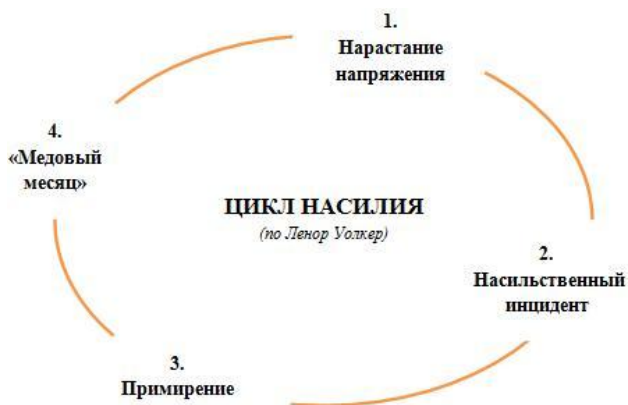 1.
Нарастание
напряжения
4.
«Медовый
месяц»
ЦИКЛ НАСИЛИЯ
(по Ленор Уолкер)
2.
Насильственный
инцидент
3.
Примирение